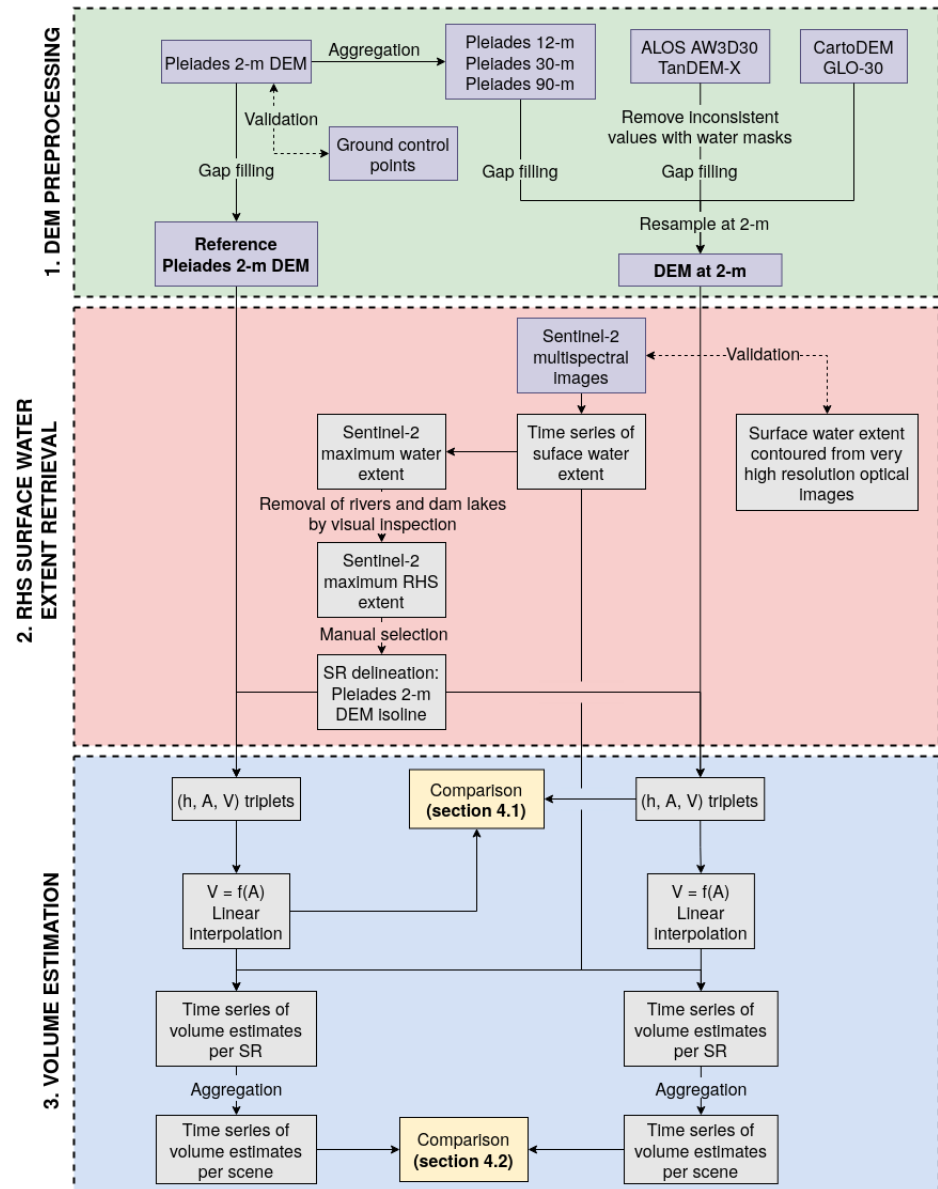 1. DEM PREPROCESSING
Pleiades 2-m DEM
Aggregation
Pleiades 12-m
Pleiades 30-m
Pleiades 90-m
ALOS AW3D30
TanDEM-X
CartoDEM
GLO-30
Validation
Ground control
points
Remove Inconsistent
values with water masks
Gap filling
Gap filling
Gap filling
Reference
Pleiades 2-m DEM
Resample at 2-m
DEM at 2-m
2. RHS SURFACE WATER
EXTENT RETRIEVAL
Sentinel-2
multispectral
images
Validation
Sentinel-2
maximum water
extent
Time series of
suface water
extent
Surface water extent
contoured from very
high resolution optical
images
Removal of rivers and dam lakes
by visual inspection
Sentinel-2
maximum RHS
extent
Manual selection
SR delineation:
Pleiades 2-m
DEM isoline
3. VOLUME ESTIMATION
(h, A, V) triplets
Comparison
(section 4.1)
(h, A, V) triplets
V = f(A)
Linear
interpolation
V = f(A)
Linear
interpolation
Time series of
volume estimates
per SR
Time series of
volume estimates
per SR
Aggregation
Aggregation
Time series of
volume estimates
per scene
Comparison
(section 4.2)
Time series of
volume estimates
per scene